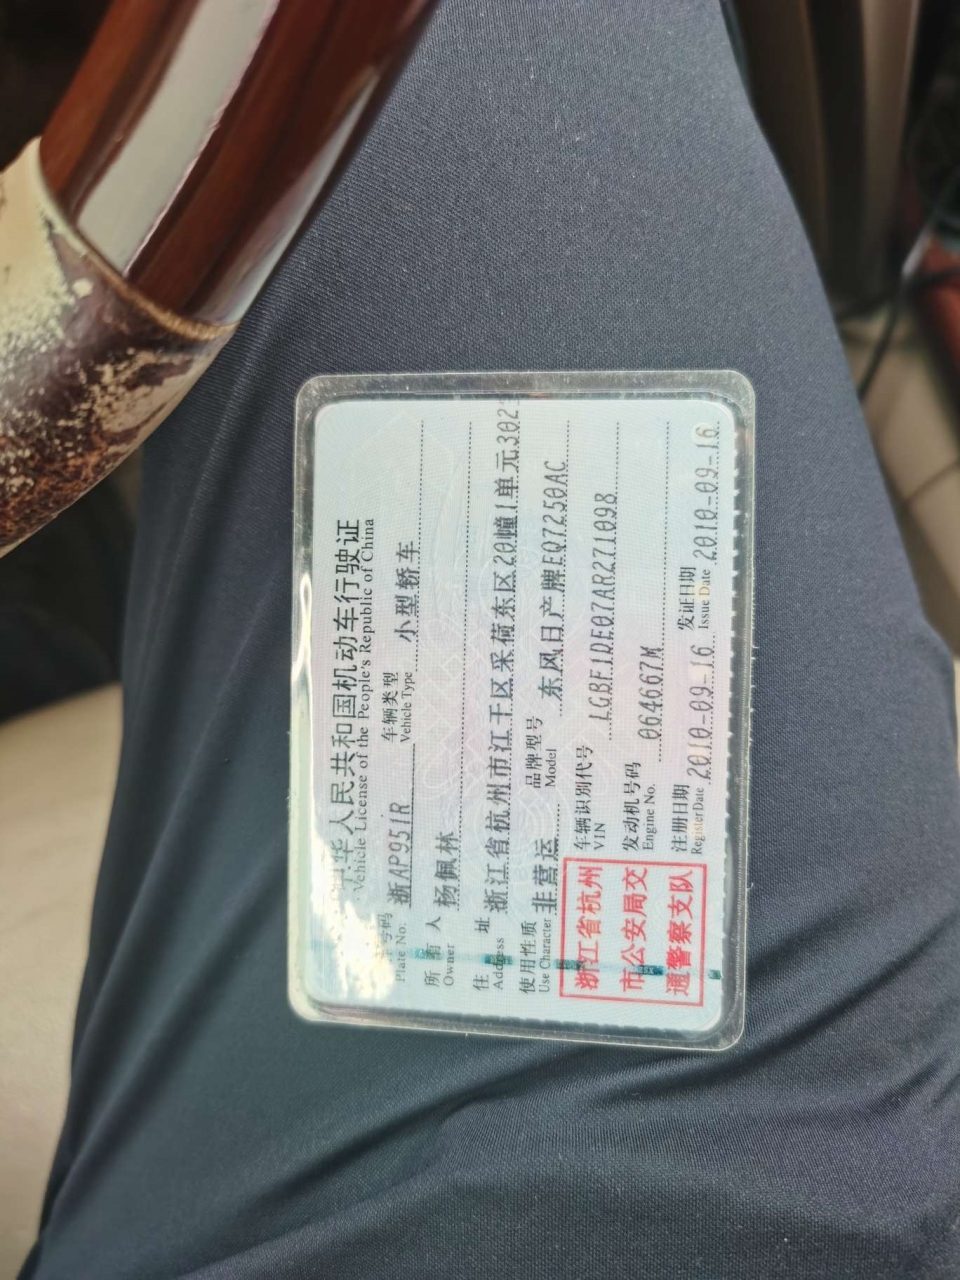 中华人民共和国机动车行驶证
Vehicle License of the People's Republic of China
号码 浙AP951R 车辆类型 小型轿车
Plate No. Vehicle Type
所有人 杨佩林
Owner
住址 浙江省杭州市江干区采荷东区20幢1单元302
Address
使用性质 非营运 品牌型号 东风日产牌EQ7250AC
Use Character Model
浙江省杭州
市公安局交
通警察支队
车辆识别代号 LGBF1DE07AR271098
VIN
发动机号码 064667M
Engine No.
注册日期 2010-09-16 发证日期 2010-09-16
Register Date Issue Date